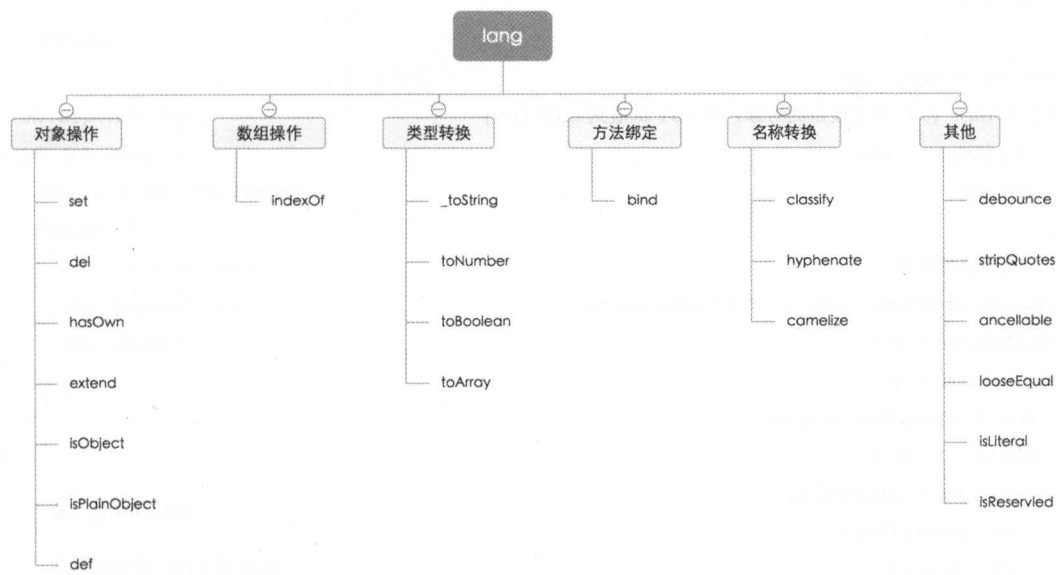 lang
对象操作
set
del
hasOwn
extend
isObject
isPlainObject
def
数组操作
indexOf
类型转换
_toString
toNumber
toBoolean
toArray
方法绑定
bind
名称转换
classify
hyphenate
camelize
其他
debounce
stripQuotes
ancellable
looseEqual
isLiteral
isReservied